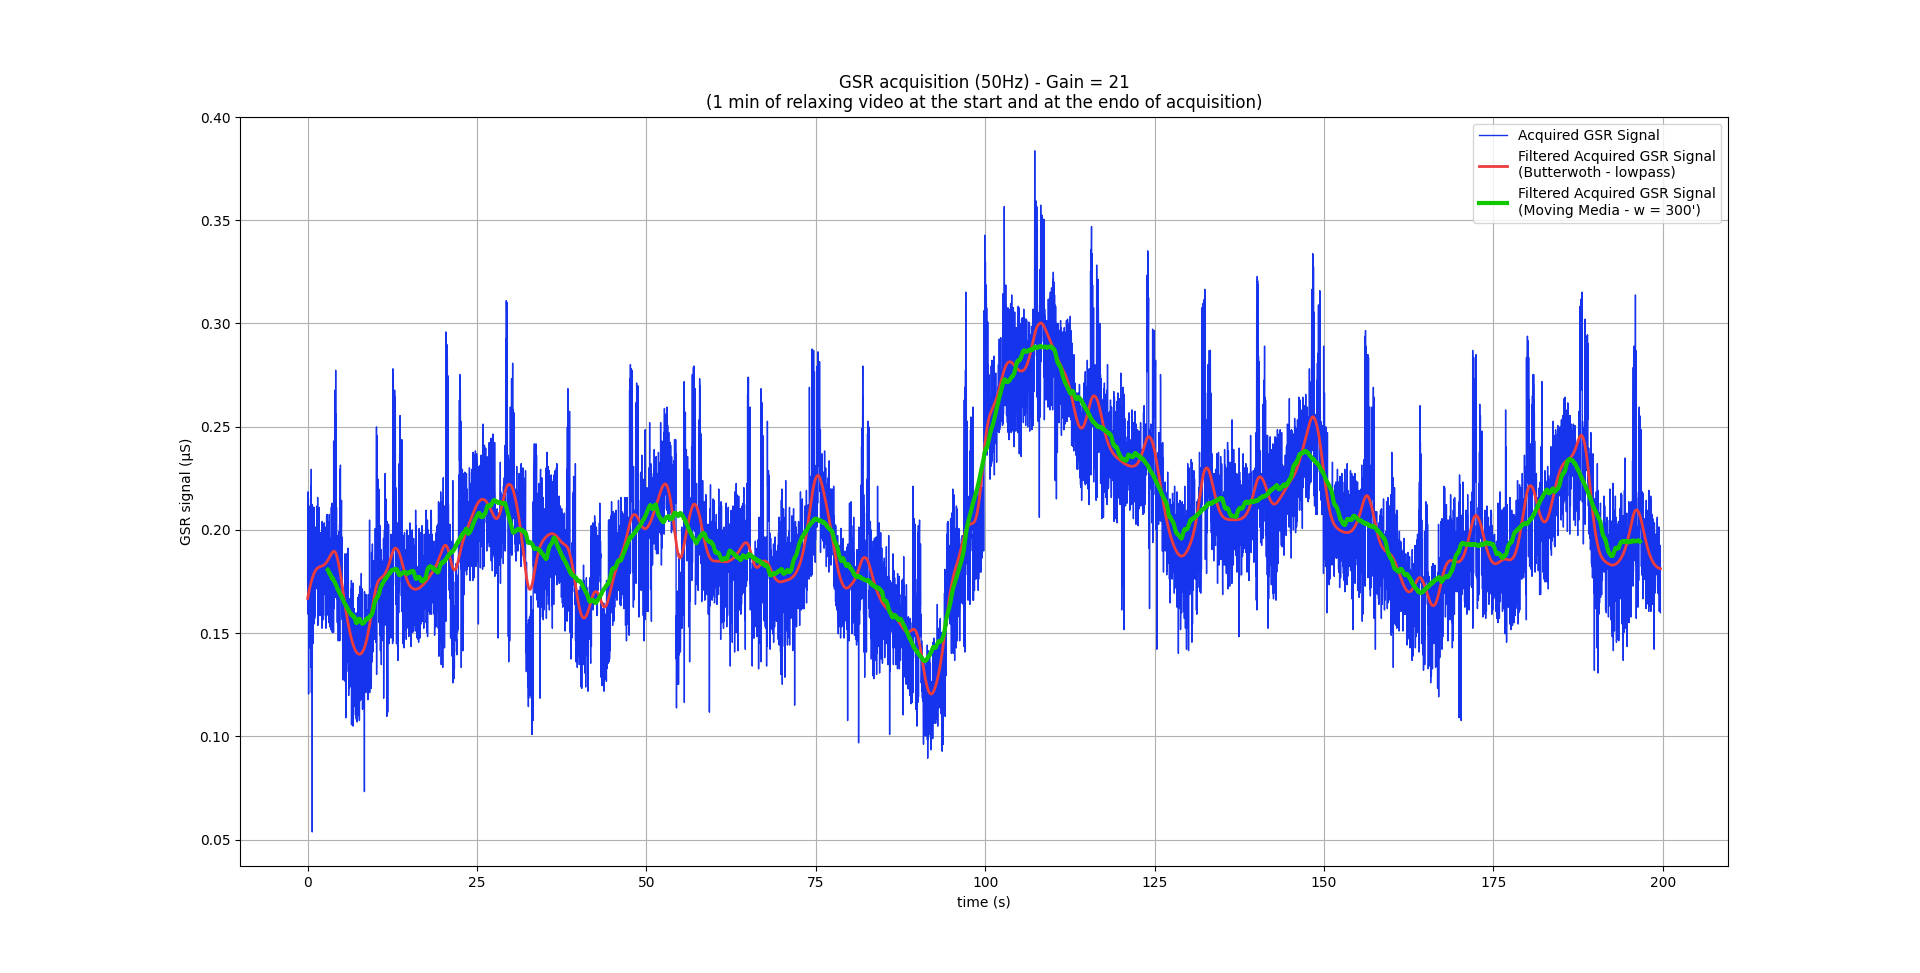 GSR acquisition (50Hz) - Gain = 21
(1 min of relaxing video at the start and at the endo of acquisition)
Acquired GSR Signal
Filtered Acquired GSR Signal
(Butterwoth - lowpass)
Filtered Acquired GSR Signal
(Moving Media - w = 300')
GSR signal (μS)
0.40
0.35
0.30
0.25
0.20
0.15
0.10
0.05
0 25 50 75 100 125 150 175 200
time (s)